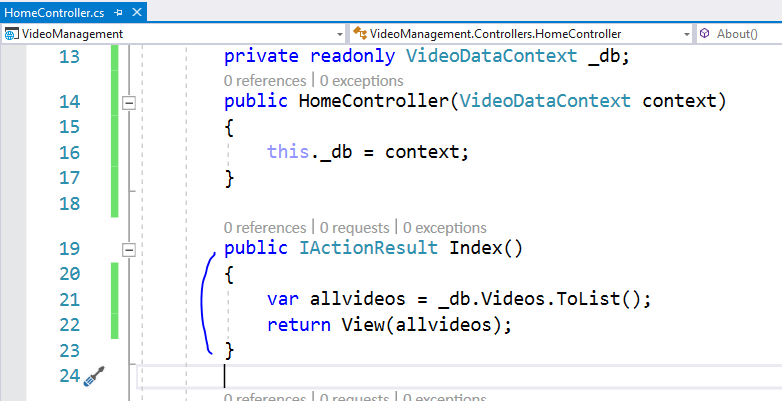 HomeController.cs
VideoManagement VideoManagement.Controllers.HomeController About()
13 private readonly VideoDataContext _db;
0 references | 0 exceptions
14 public HomeController(VideoDataContext context)
15 {
16 this._db = context;
17 }
18
0 references | 0 requests | 0 exceptions
19 public IActionResult Index()
20 {
21 var allvideos = _db.Videos.ToList();
22 return View(allvideos);
23 }
24
0 references | 0 requests | 0 exceptions